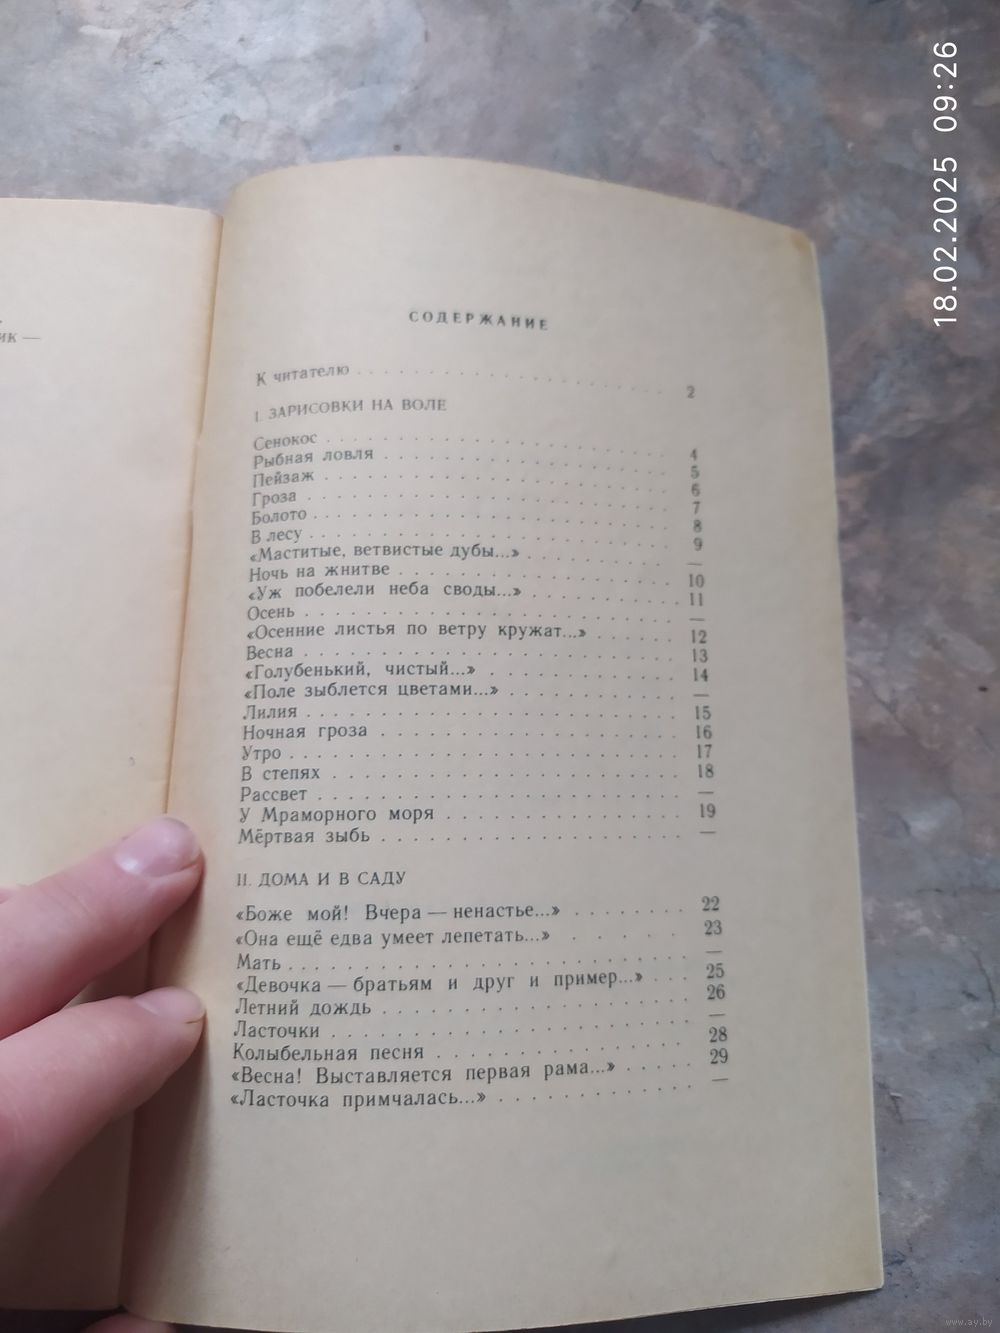 ик —
СОДЕРЖАНИЕ
К читателю . . . . . . . . . . . . . . . . . . . . 2
I. ЗАРИСОВКИ НА ВОЛЕ
Сенокос . . . . . . . . . . . . . . . . . . . . 4
Рыбная ловля . . . . . . . . . . . . . . . . . . 5
Пейзаж . . . . . . . . . . . . . . . . . . . . 6
Гроза . . . . . . . . . . . . . . . . . . . . 7
Болото . . . . . . . . . . . . . . . . . . . . 8
В лесу . . . . . . . . . . . . . . . . . . . . 9
«Маститые, ветвистые дубы...» . . . . . . . . —
Ночь на жнитве . . . . . . . . . . . . . . . 10
«Уж побелели неба своды...» . . . . . . . . 11
Осень . . . . . . . . . . . . . . . . . . . . —
«Осенние листья по ветру кружат...» . . . . . 12
Весна . . . . . . . . . . . . . . . . . . . . 13
«Голубенький, чистый...» . . . . . . . . . . 14
«Поле зыблется цветами...» . . . . . . . . . —
Лилия . . . . . . . . . . . . . . . . . . . . 15
Ночная гроза . . . . . . . . . . . . . . . . 16
Утро . . . . . . . . . . . . . . . . . . . . 17
В степях . . . . . . . . . . . . . . . . . . 18
Рассвет . . . . . . . . . . . . . . . . . . . —
У Мраморного моря . . . . . . . . . . . . 19
Мёртвая зыбь . . . . . . . . . . . . . . . . —
II. ДОМА И В САДУ
«Боже мой! Вчера — ненастье...» . . . . . . . 22
«Она ещё едва умеет лепетать...» . . . . . 23
Мать . . . . . . . . . . . . . . . . . . . . —
«Девочка — братьям и друг и пример...» . . . 25
Летний дождь . . . . . . . . . . . . . . . . 26
Ласточки . . . . . . . . . . . . . . . . . . —
Колыбельная песня . . . . . . . . . . . . . 28
«Весна! Выставляется первая рама...» . . . . . 29
«Ласточка примчалась...» . . . . . . . . . . —
18.02.2025 09:26
www.ay.by